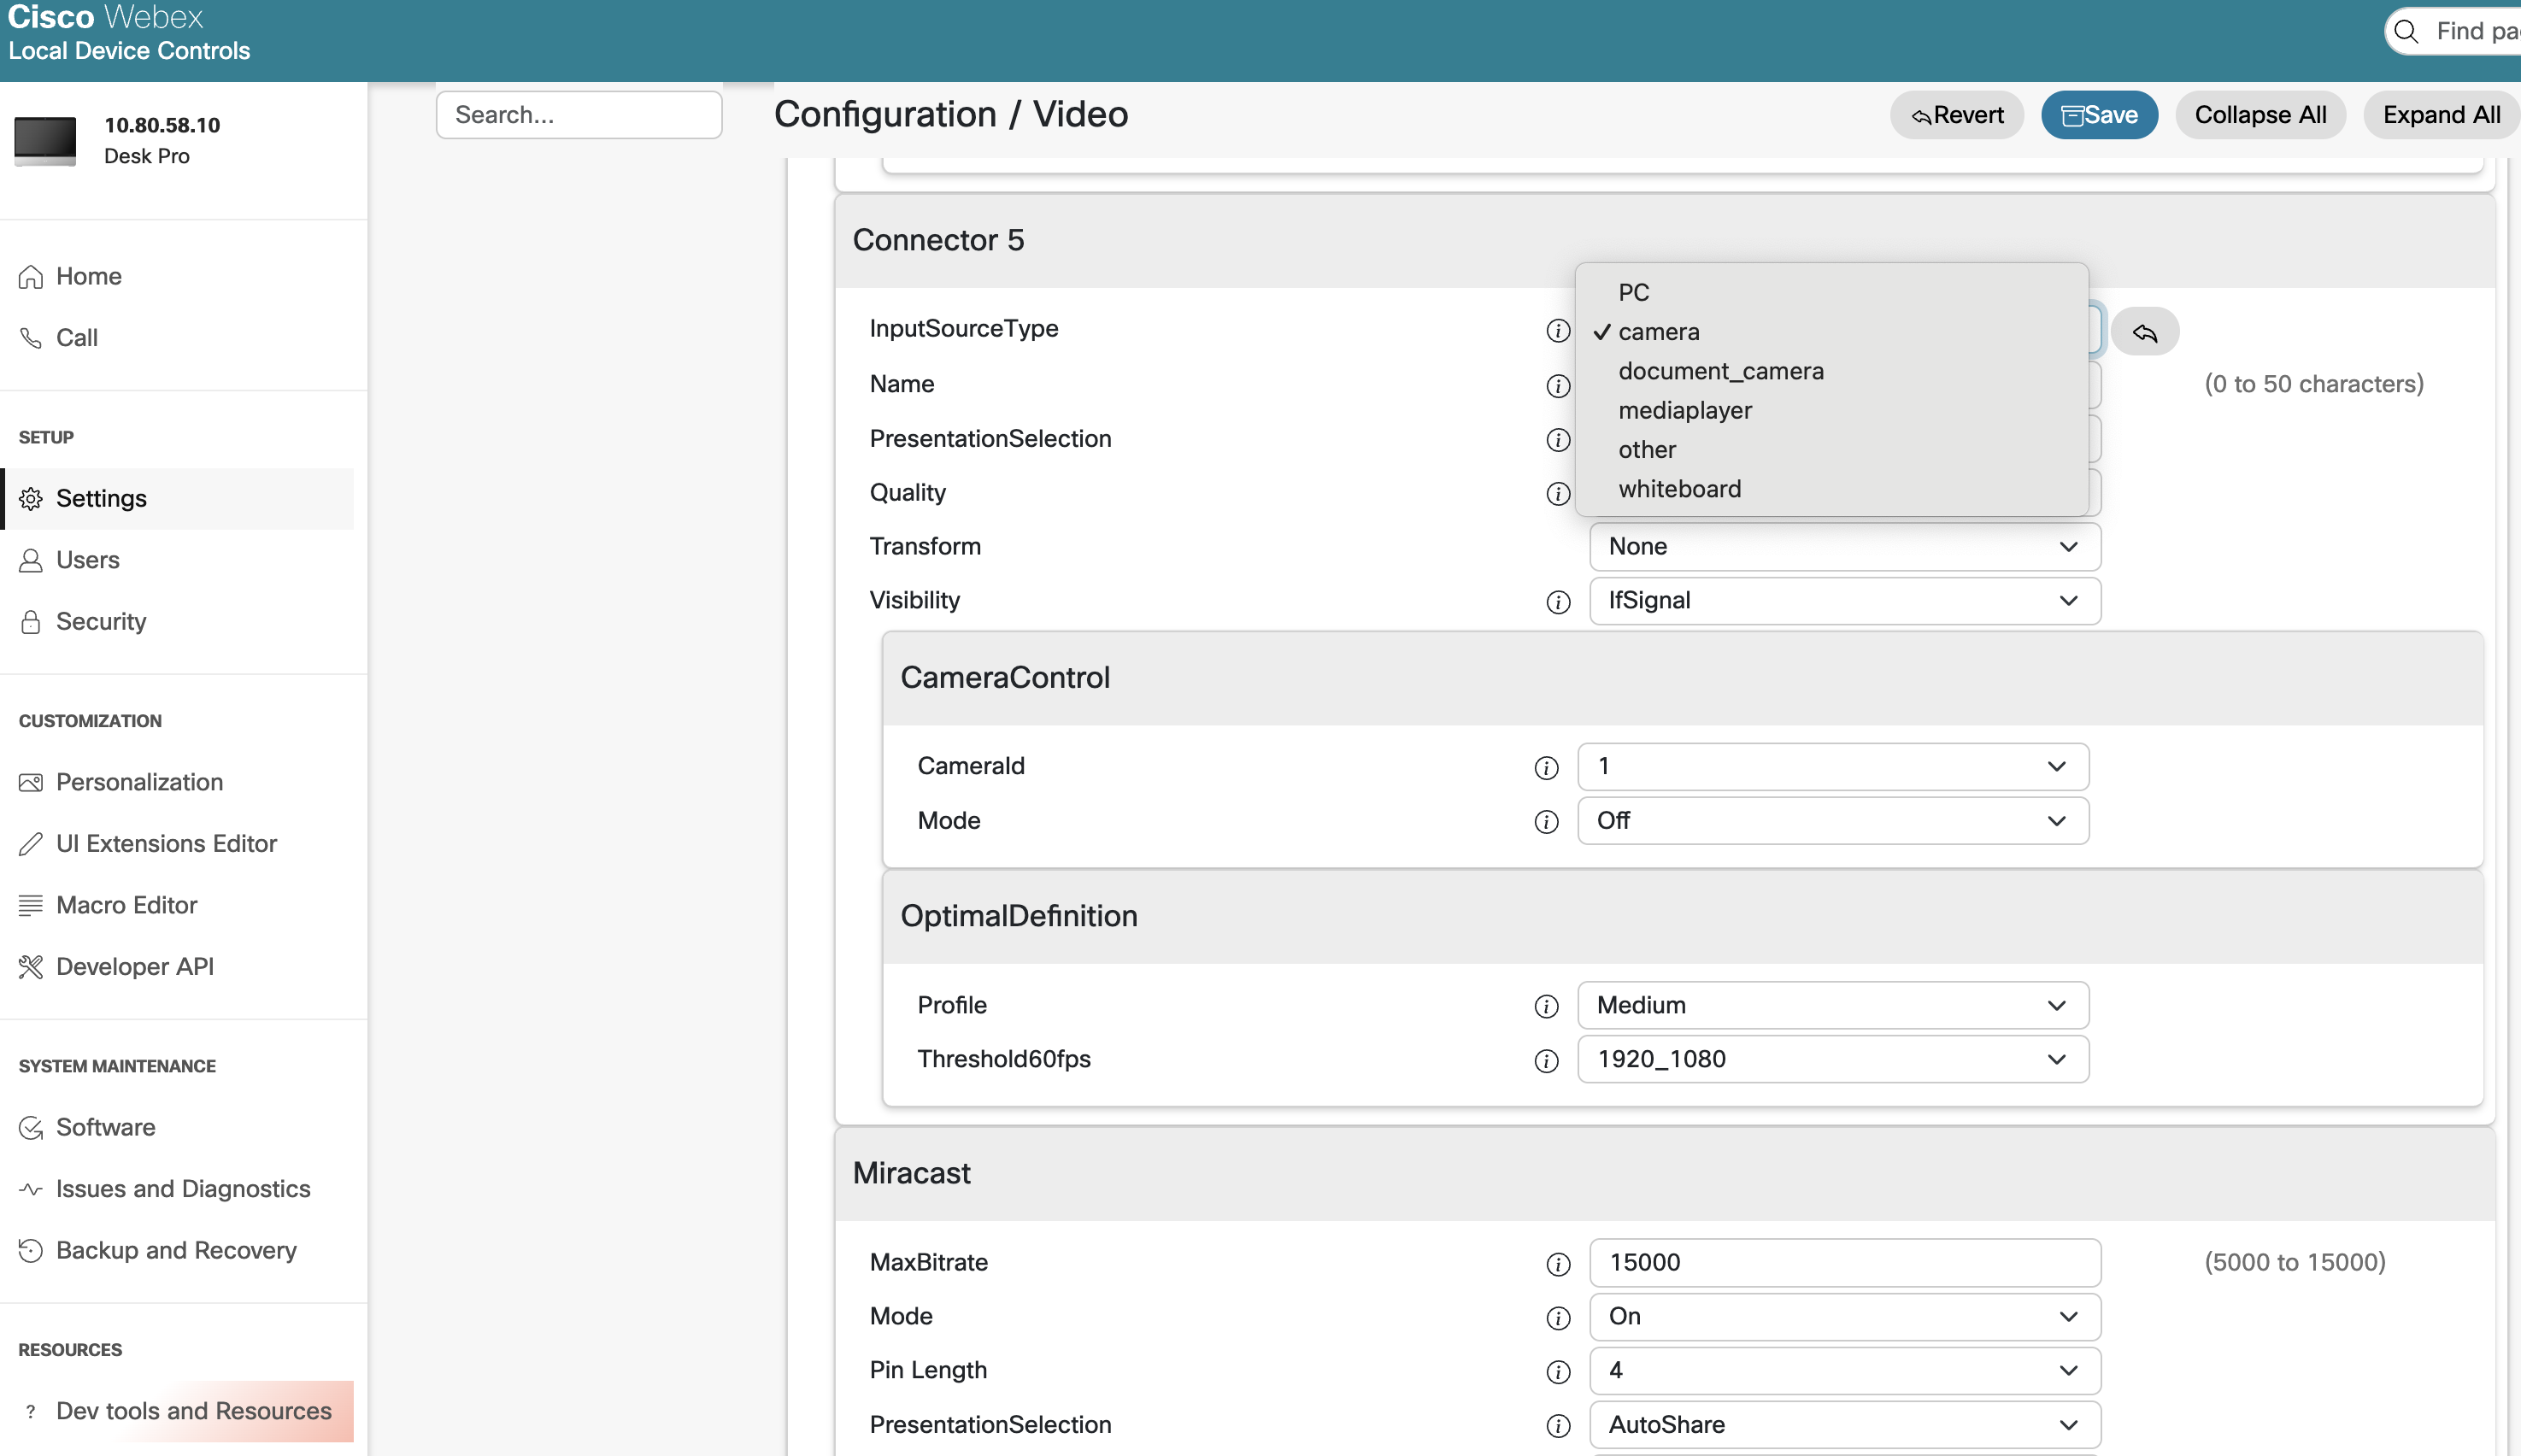 Cisco Webex
Local Device Controls
Find pa
10.80.58.10
Desk Pro
Home
Call
SETUP
Settings
Users
Security
CUSTOMIZATION
Personalization
UI Extensions Editor
Macro Editor
Developer API
SYSTEM MAINTENANCE
Software
Issues and Diagnostics
Backup and Recovery
RESOURCES
? Dev tools and Resources
Search...
Configuration / Video
Revert
Save
Collapse All
Expand All
Connector 5
InputSourceType
PC
✓ camera
document_camera
mediaplayer
other
whiteboard
Name
(0 to 50 characters)
PresentationSelection
Quality
Transform
None
Visibility
IfSignal
CameraControl
CameraId
1
Mode
Off
OptimalDefinition
Profile
Medium
Threshold60fps
1920_1080
Miracast
MaxBitrate
15000
(5000 to 15000)
Mode
On
Pin Length
4
PresentationSelection
AutoShare